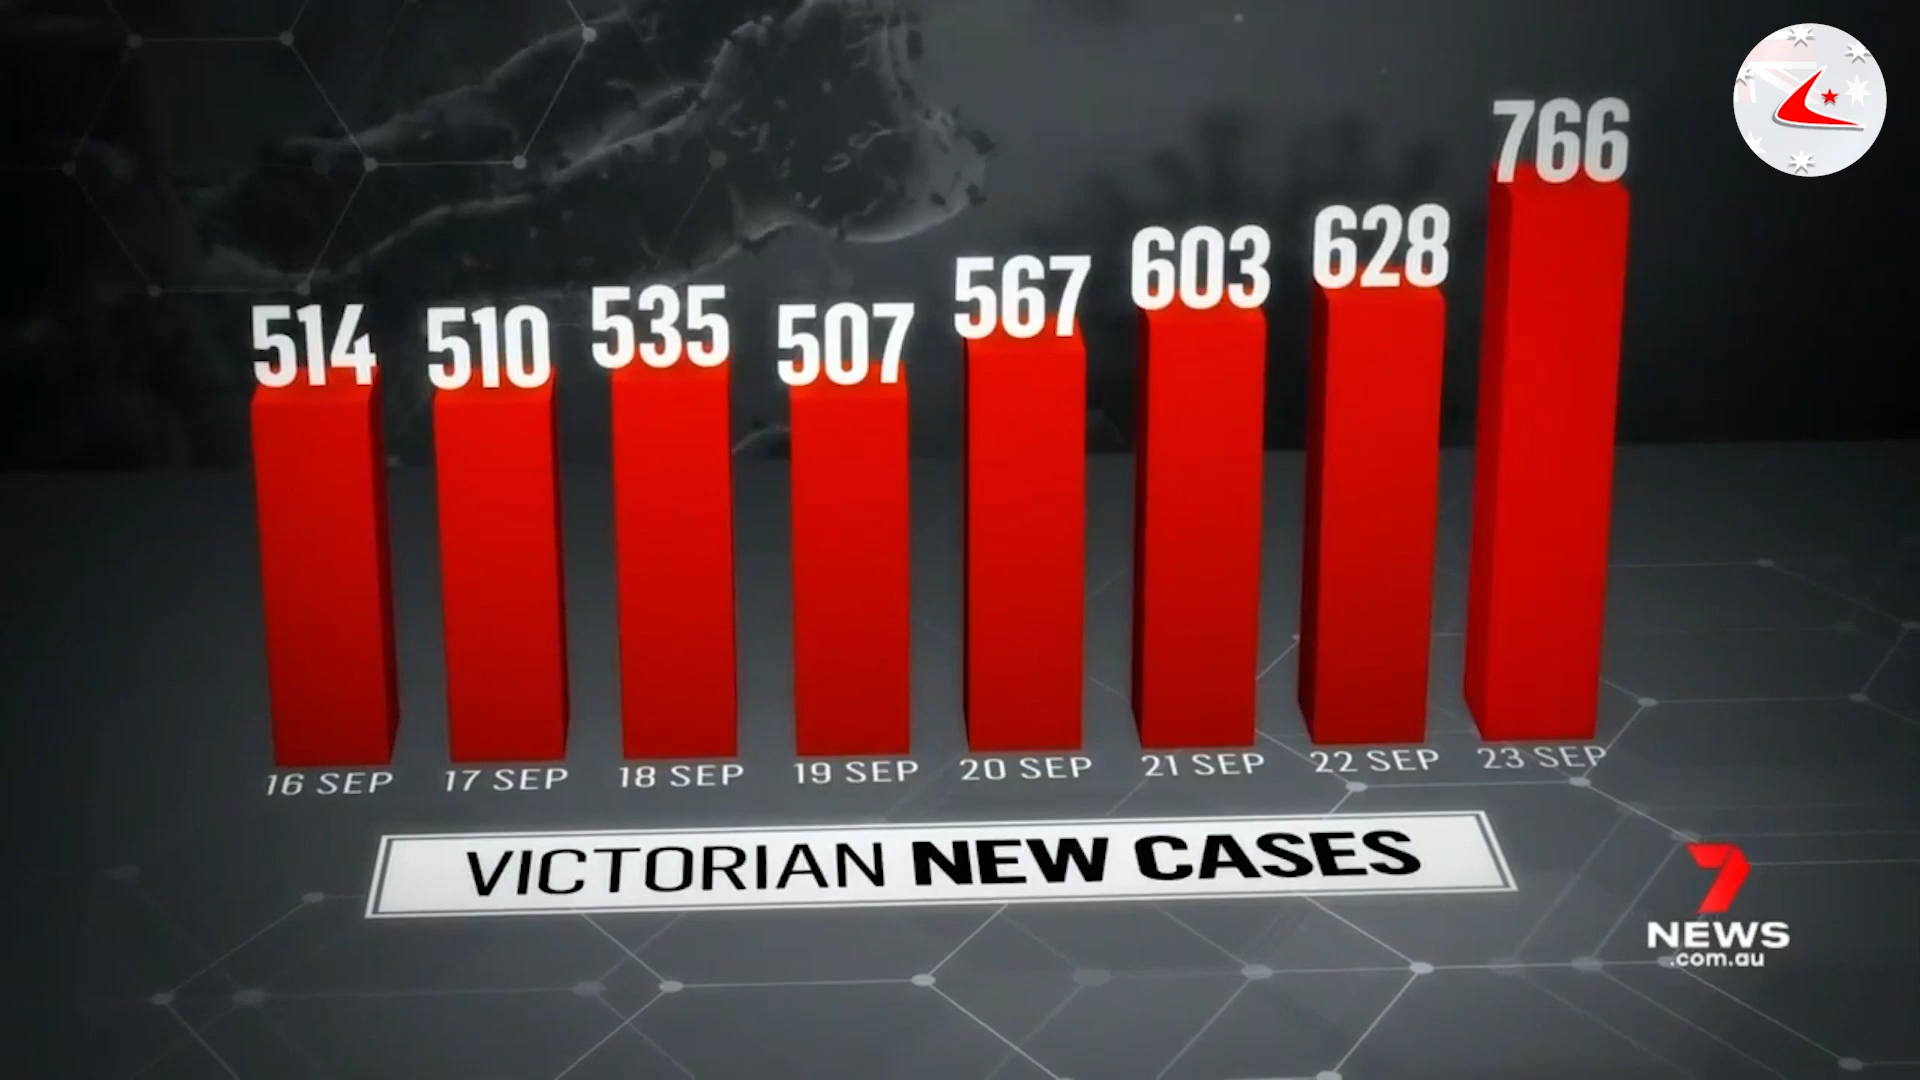 514 510 535 507 567 603 628 766
16 SEP 17 SEP 18 SEP 19 SEP 20 SEP 21 SEP 22 SEP 23 SEP
VICTORIAN NEW CASES
7
NEWS
.com.au